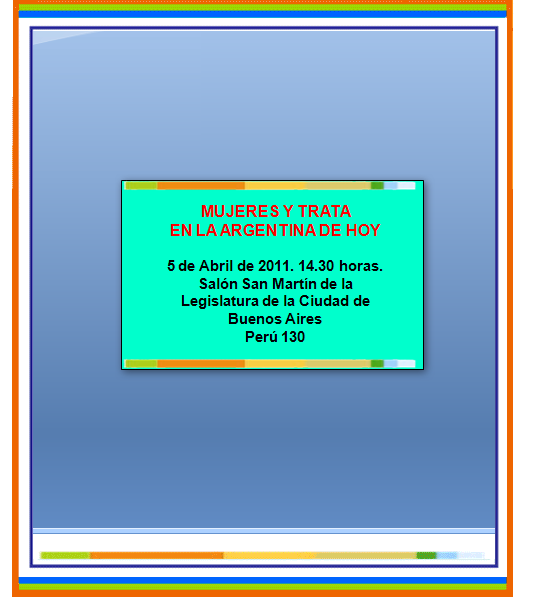 MUJERES Y TRATA
EN LA ARGENTINA DE HOY
5 de Abril de 2011. 14.30 horas.
Salón San Martín de la
Legislatura de la Ciudad de
Buenos Aires
Perú 130